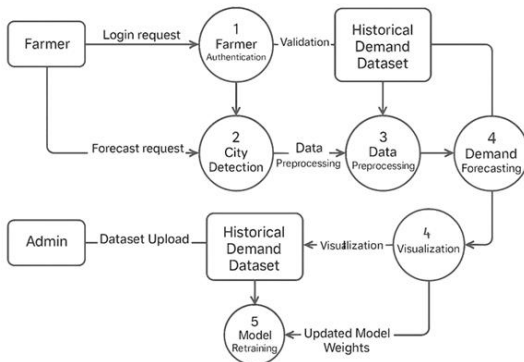 Farmer
Login request
1
Farmer
Authentication
Validation
Historical
Demand
Dataset
Forecast request
2
City
Detection
Data
Preprocessing
3
Data
Preprocessing
4
Demand
Forecasting
Admin
Dataset Upload
Historical
Demand
Dataset
Visualization
4
Visualization
5
Model
Retraining
Updated Model
Weights